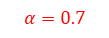 α = 0.7